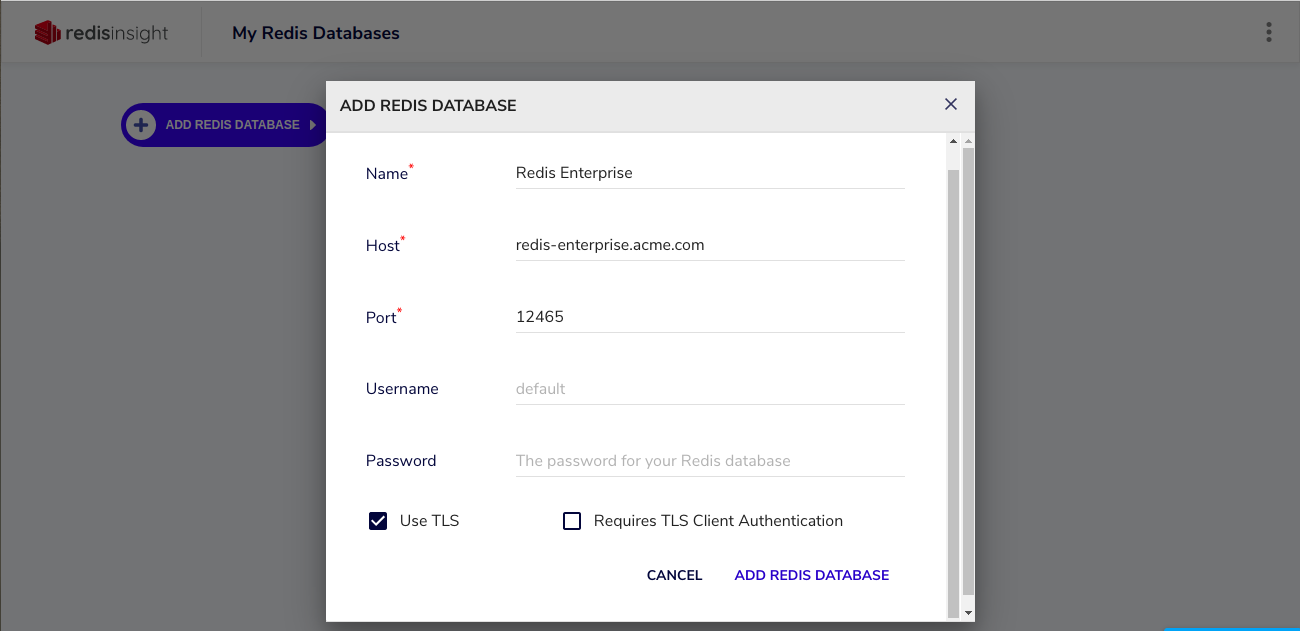 redisinsight
My Redis Databases
ADD REDIS DATABASE
ADD REDIS DATABASE
Name*
Redis Enterprise
Host*
redis-enterprise.acme.com
Port*
12465
Username
default
Password
The password for your Redis database
Use TLS
Requires TLS Client Authentication
CANCEL
ADD REDIS DATABASE